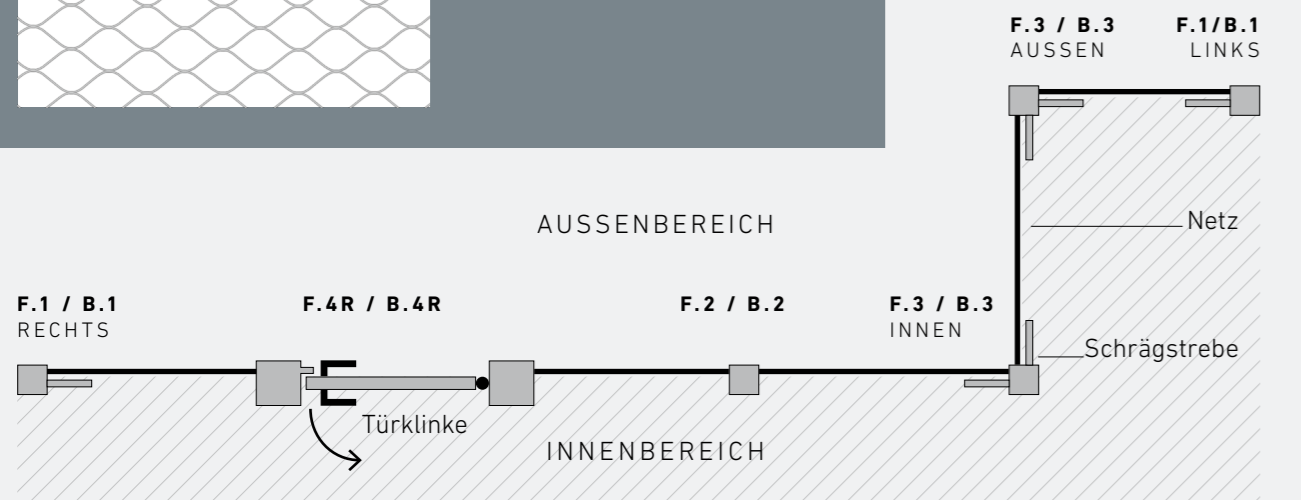 F.3 / B.3
AUSSEN
F.1/B.1
LINKS
AUSSENBEREICH
Netz
F.1 / B.1
RECHTS
F.4R / B.4R
F.2 / B.2
F.3 / B.3
INNEN
Schrägstrebe
Türklinke
INNENBEREICH